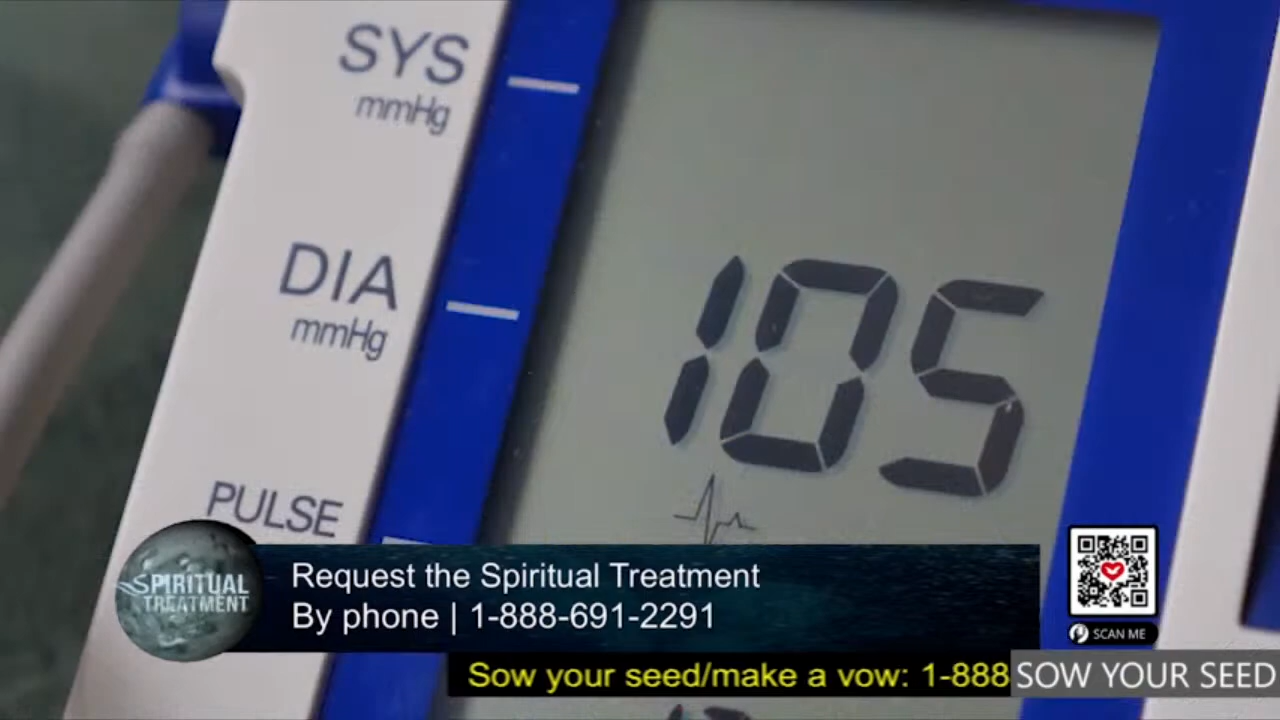 SYS
mmHg
DIA
mmHg
105
PULSE
SPIRITUAL
TREATMENT
Request the Spiritual Treatment
By phone | 1-888-691-2291
SCAN ME
Sow your seed/make a vow: 1-888
SOW YOUR SEED